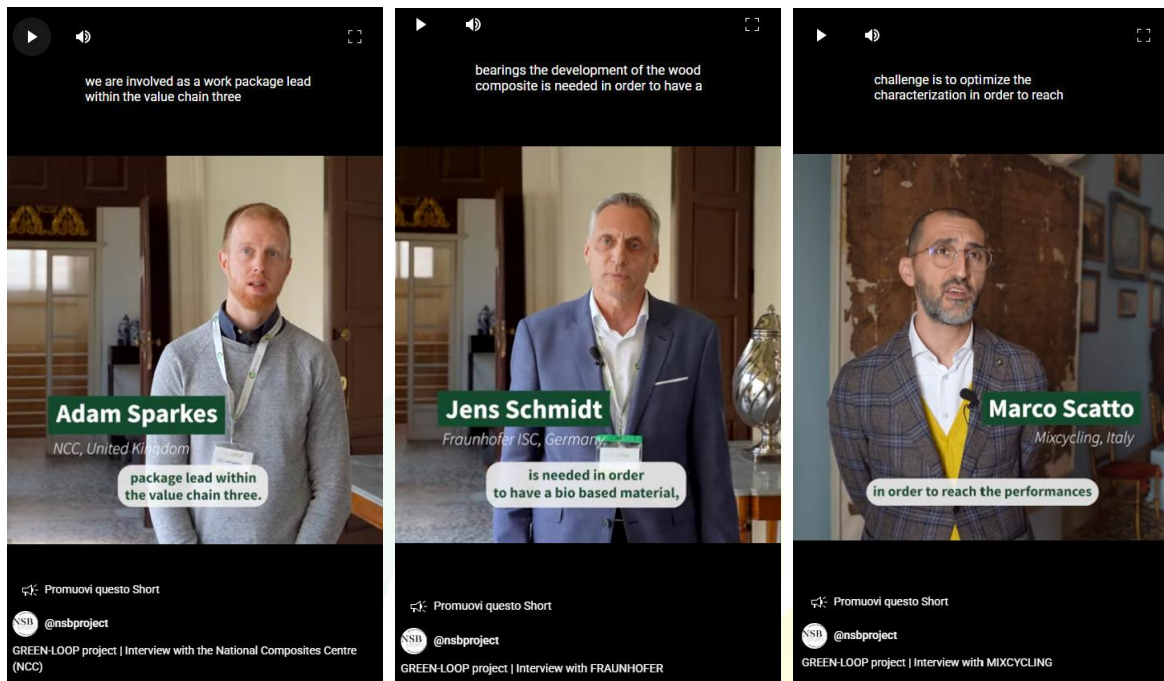 we are involved as a work package lead
within the value chain three
Adam Sparkes
NCC, United Kingdom
package lead within
the value chain three.
Promuovi questo Short
NSB
@nsbproject
GREEN-LOOP project | Interview with the National Composites Centre
(NCC)
bearings the development of the wood
composite is needed in order to have a
Jens Schmidt
Fraunhofer ISC, Germany
is needed in order
to have a bio based material,
Promuovi questo Short
NSB
@nsbproject
GREEN-LOOP project | Interview with FRAUNHOFER
challenge is to optimize the
characterization in order to reach
Marco Scatto
Mixcycling, Italy
in order to reach the performances
Promuovi questo Short
NSB
@nsbproject
GREEN-LOOP project | Interview with MIXCYCLING